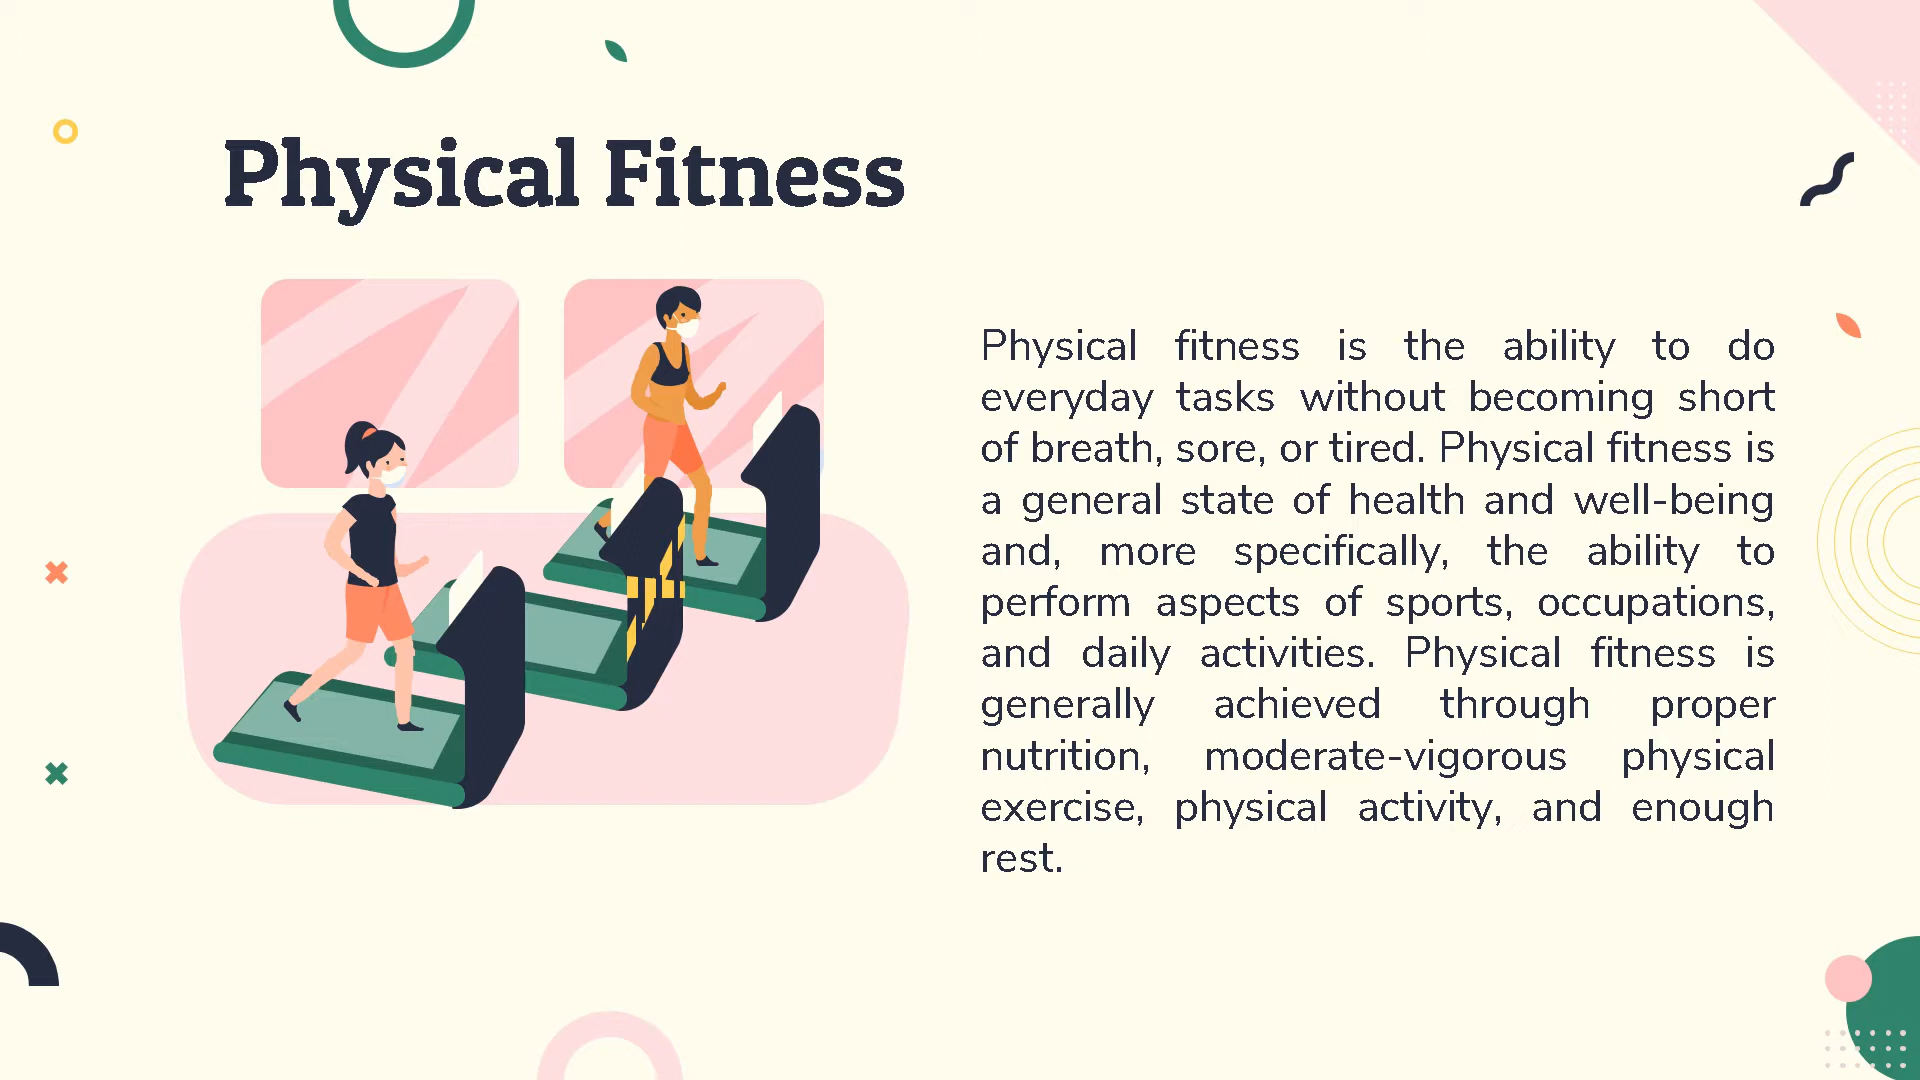 Physical Fitness
Physical fitness is the ability to do
everyday tasks without becoming short
of breath, sore, or tired. Physical fitness is
a general state of health and well-being
and, more specifically, the ability to
perform aspects of sports, occupations,
and daily activities. Physical fitness is
generally achieved through proper
nutrition, moderate-vigorous physical
exercise, physical activity, and enough
rest.